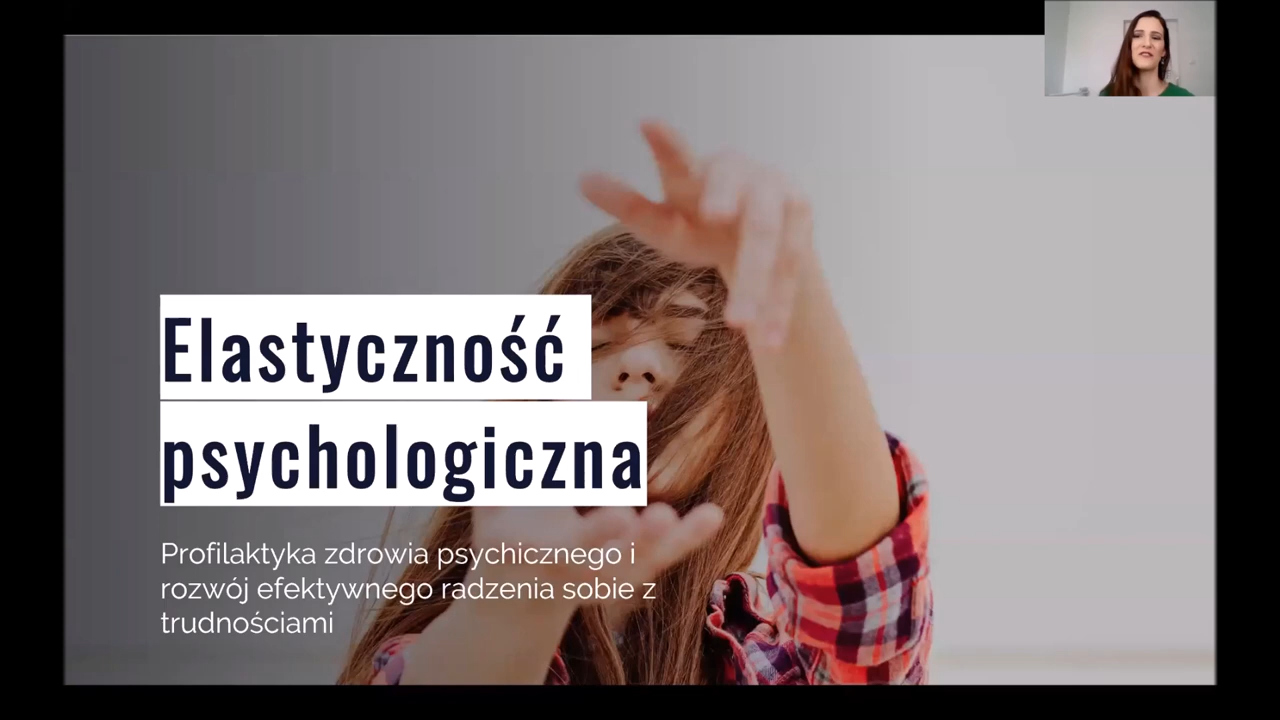 Elastyczność
psychologiczna
Profilaktyka zdrowia psychicznego i
rozwój efektywnego radzenia sobie z
trudnościami